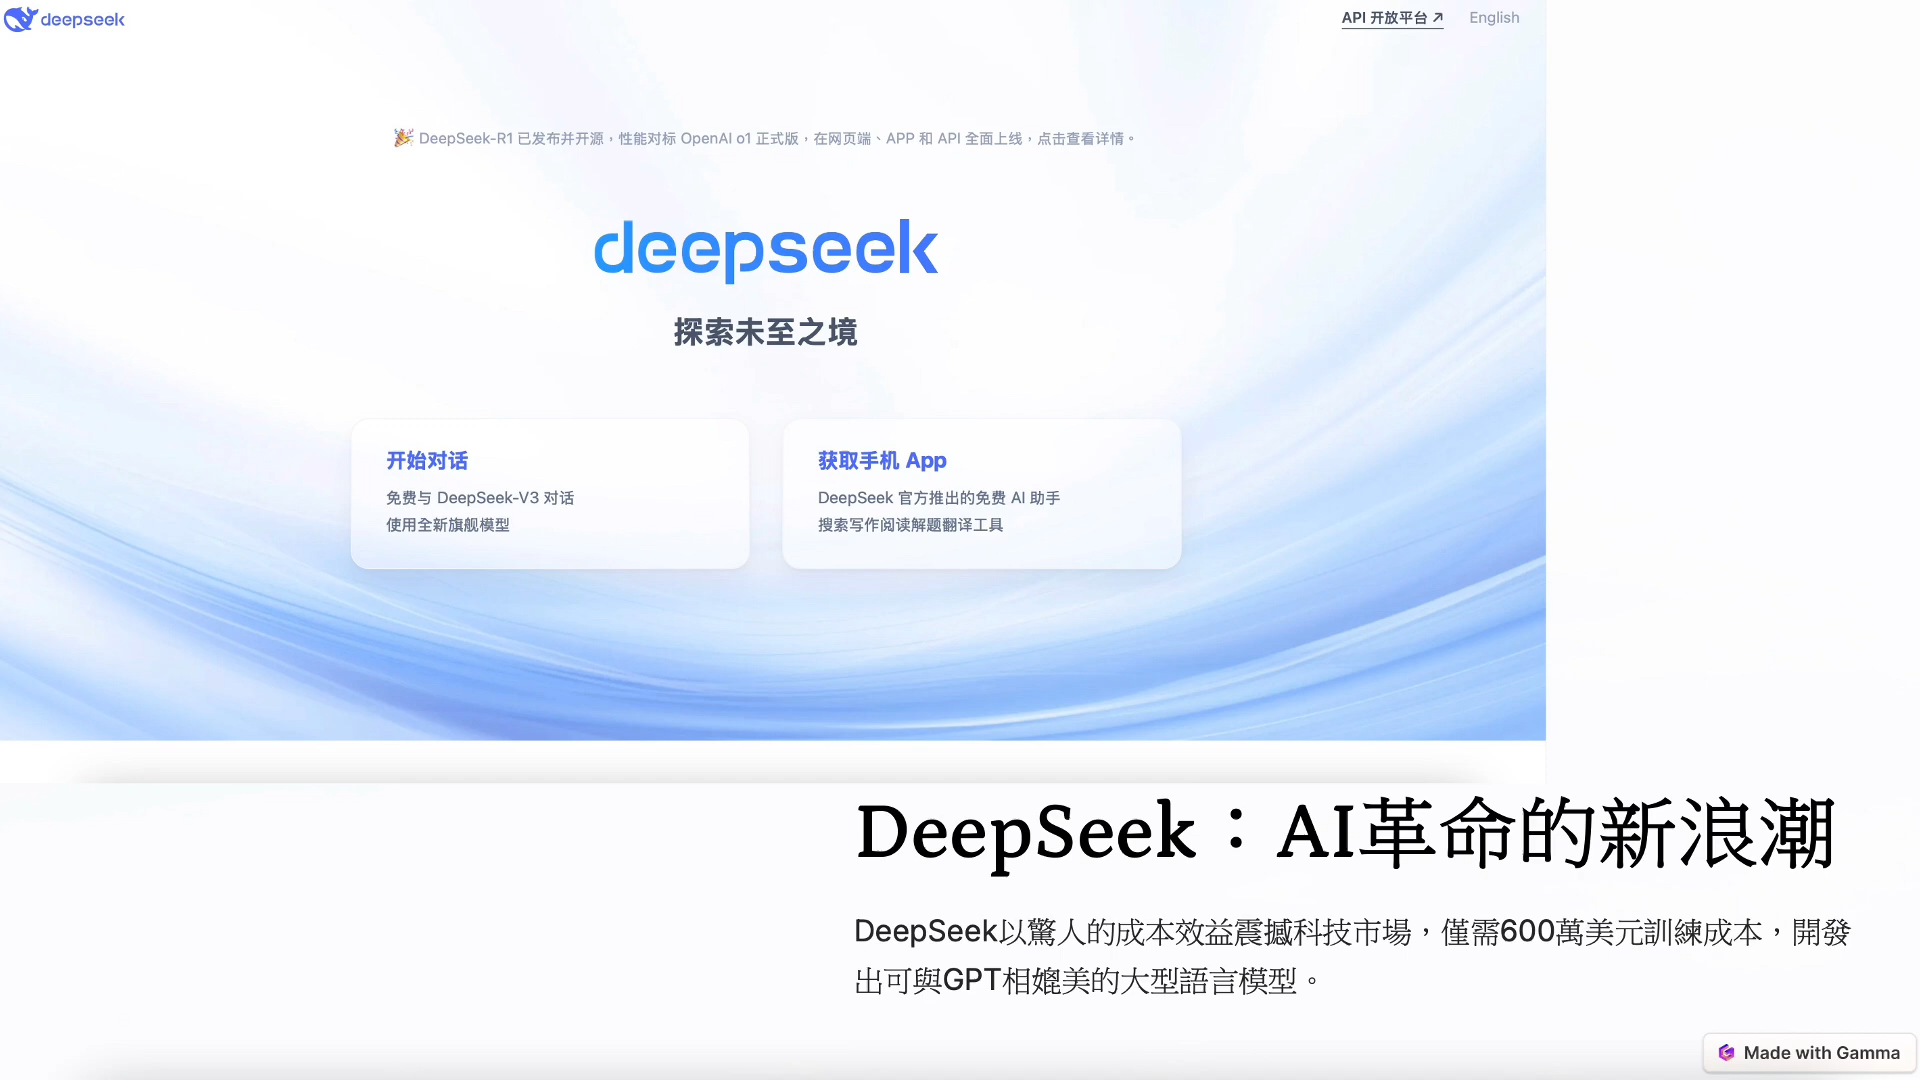 deepseek
API 开放平台 ↗ English
🎉 DeepSeek-R1 已发布并开源，性能对标 OpenAI o1 正式版，在网页端、APP 和 API 全面上线，点击查看详情。
deepseek
探索未至之境
开始对话
免费与 DeepSeek-V3 对话
使用全新旗舰模型
获取手机 App
DeepSeek 官方推出的免费 AI 助手
搜索写作阅读解题翻译工具
DeepSeek：AI革命的新浪潮
DeepSeek以驚人的成本效益震撼科技市場，僅需600萬美元訓練成本，開發
出可與GPT相媲美的大型語言模型。
Made with Gamma